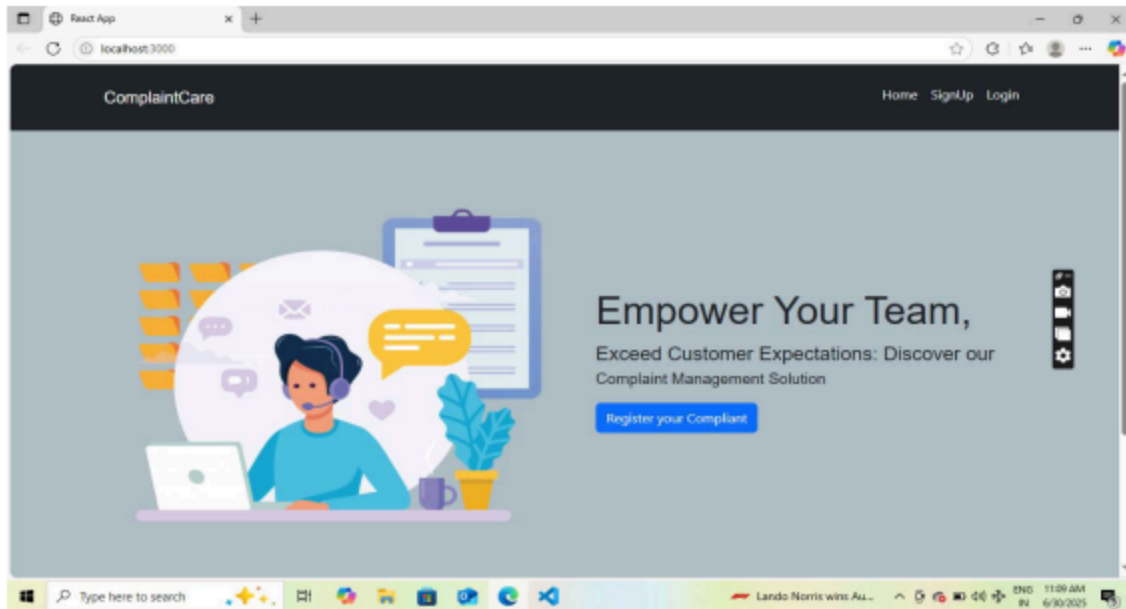 React App
localhost:3000
ComplaintCare
Home SignUp Login
Empower Your Team,
Exceed Customer Expectations: Discover our
Complaint Management Solution
Register your Compliant
Type here to search
Lando Norris wins Au...
ENG
IN
11:09 AM
6/30/2025